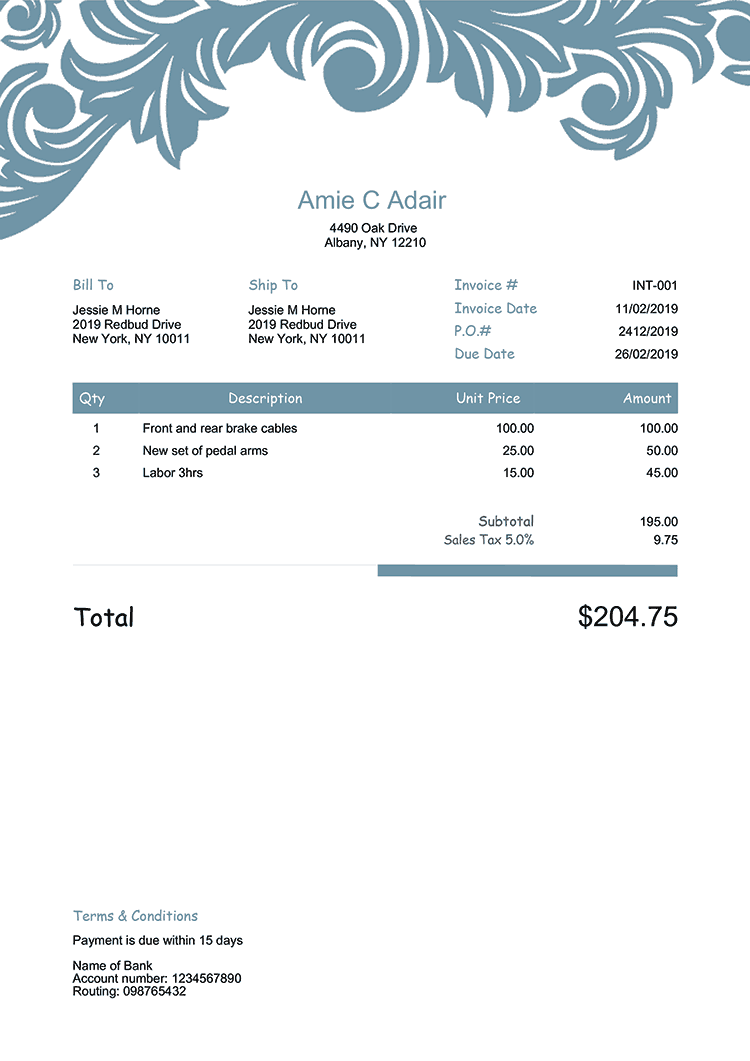 Amie C Adair
4490 Oak Drive
Albany, NY 12210
Bill To
Jessie M Horne
2019 Redbud Drive
New York, NY 10011
Ship To
Jessie M Horne
2019 Redbud Drive
New York, NY 10011
Invoice # INT-001
Invoice Date 11/02/2019
P.O.# 2412/2019
Due Date 26/02/2019
Qty Description Unit Price Amount
1 Front and rear brake cables 100.00 100.00
2 New set of pedal arms 25.00 50.00
3 Labor 3hrs 15.00 45.00
Subtotal 195.00
Sales Tax 5.0% 9.75
Total $204.75
Terms & Conditions
Payment is due within 15 days
Name of Bank
Account number: 1234567890
Routing: 098765432